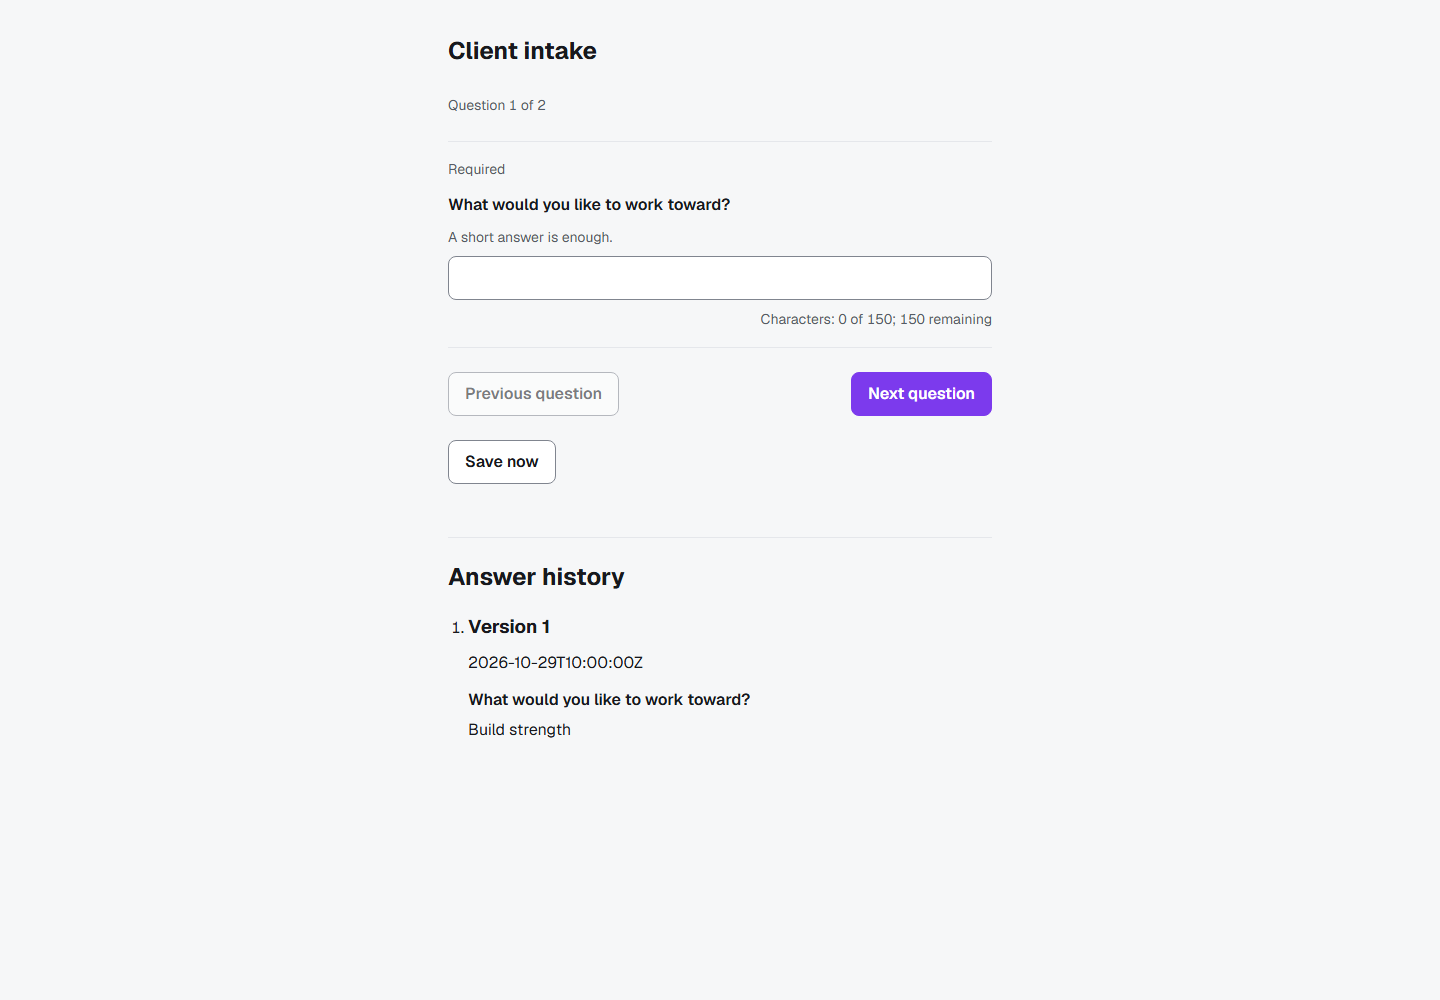 Client intake
Question 1 of 2
Required
What would you like to work toward?
A short answer is enough.
Characters: 0 of 150; 150 remaining
Previous question
Next question
Save now
Answer history
1. Version 1
2026-10-29T10:00:00Z
What would you like to work toward?
Build strength